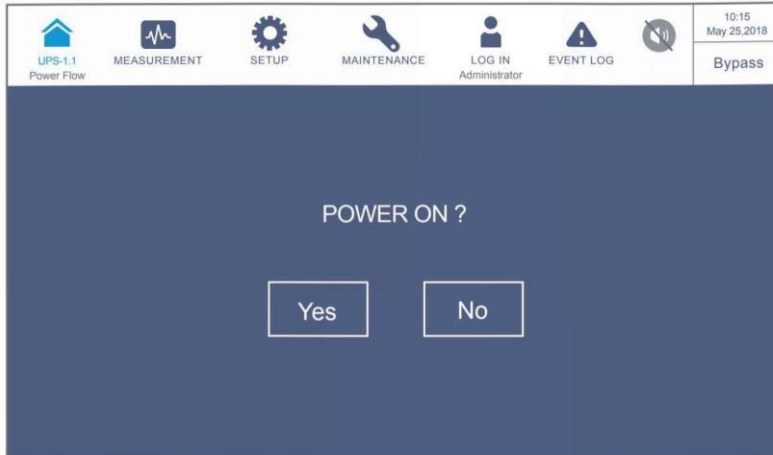 UPS-1.1
Power Flow
MEASUREMENT
SETUP
MAINTENANCE
LOG IN
Administrator
EVENT LOG
10:15
May 25,2018
Bypass
POWER ON ?
Yes
No